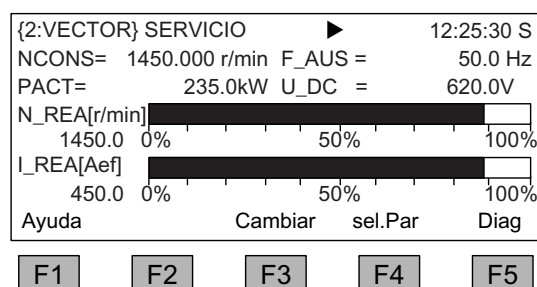 {2:VECTOR} SERVICIO ▶ 12:25:30 S
NCONS= 1450.000 r/min F_AUS = 50.0 Hz
PACT= 235.0kW U_DC = 620.0V
N_REA[r/min]
1450.0 0% 50% 100%
I_REA[Aef]
450.0 0% 50% 100%
Ayuda Cambiar sel.Par Diag
F1 F2 F3 F4 F5